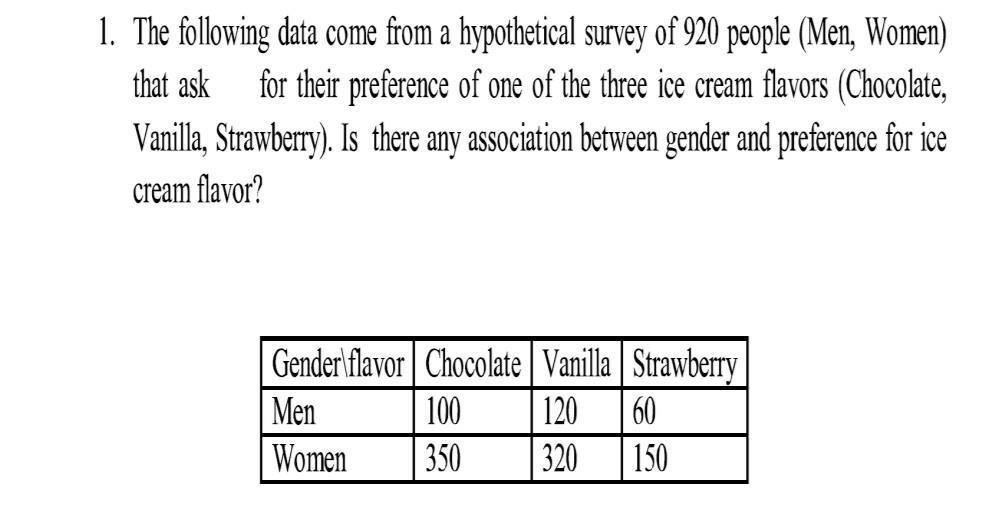 1. The following data come from a hypothetical survey of 920 people (Men, Women)
that ask for their preference of one of the three ice cream flavors (Chocolate,
Vanilla, Strawberry). Is there any association between gender and preference for ice
cream flavor?
Gender\flavor Chocolate Vanilla Strawberry
Men 100 120 60
Women 350 320 150